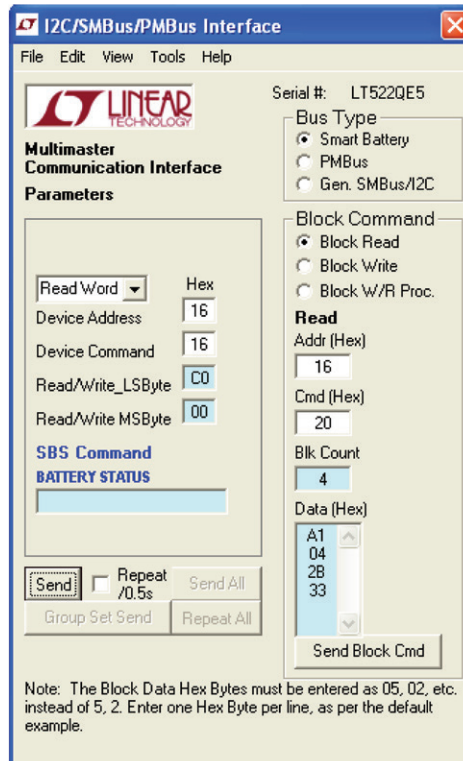 I2C/SMBus/PMBus Interface
File Edit View Tools Help
LINEAR
TECHNOLOGY
Multimaster
Communication Interface
Parameters
Read Word
Hex
Device Address 16
Device Command 16
Read/Write_LSByte C0
Read/Write MSByte 00
SBS Command
BATTERY STATUS
Send
Repeat
/0.5s
Send All
Group Set Send
Repeat All
Serial #: LT522QE5
Bus Type
Smart Battery
PMBus
Gen. SMBus/I2C
Block Command
Block Read
Block Write
Block W/R Proc.
Read
Addr (Hex)
16
Cmd (Hex)
20
Blk Count
4
Data (Hex)
A1
04
2B
33
Send Block Cmd
Note: The Block Data Hex Bytes must be entered as 05, 02, etc.
instead of 5, 2. Enter one Hex Byte per line, as per the default
example.